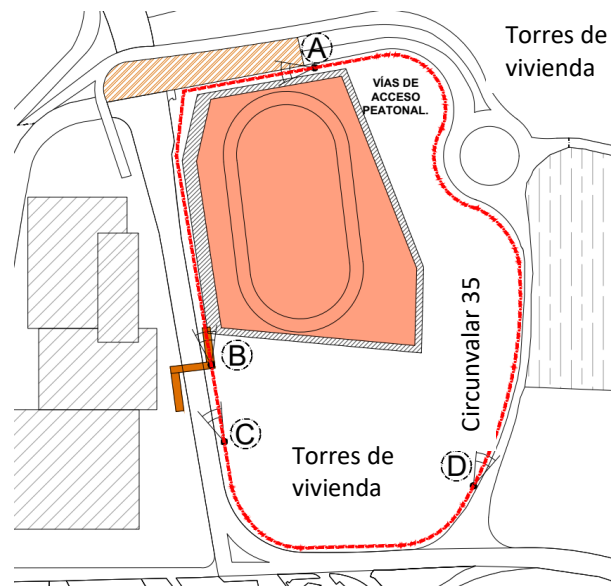 A
Torres de
vivienda
VÍAS DE
ACCESO
PEATONAL.
Circunvalar 35
B
C
Torres de
vivienda
D